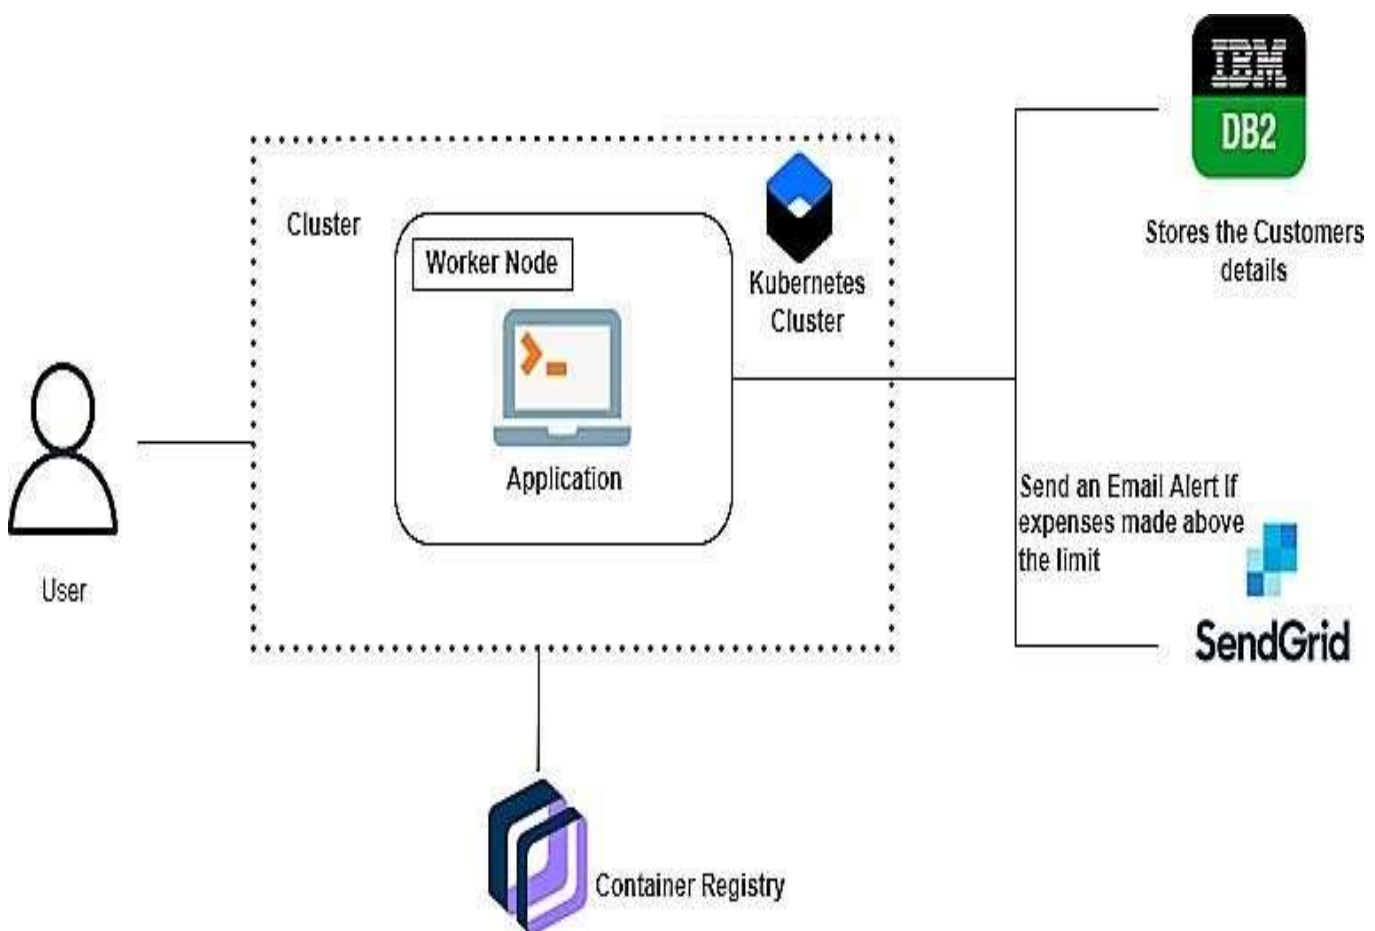 IBM
DB2
Stores the Customers
details
Cluster
Worker Node
Kubernetes
Cluster
Application
User
Send an Email Alert If
expenses made above
the limit
SendGrid
Container Registry